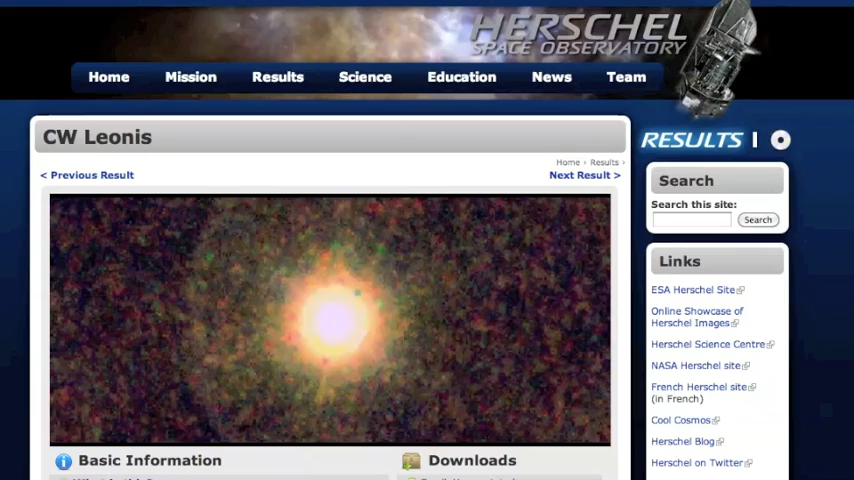 HERSCHEL
SPACE OBSERVATORY
Home Mission Results Science Education News Team
CW Leonis
RESULTS
Home › Results ›
< Previous Result Next Result >
Search
Search this site:
Search
Links
ESA Herschel Site
Online Showcase of
Herschel Images
Herschel Science Centre
NASA Herschel site
French Herschel site
(in French)
Cool Cosmos
Herschel Blog
Herschel on Twitter
Basic Information Downloads